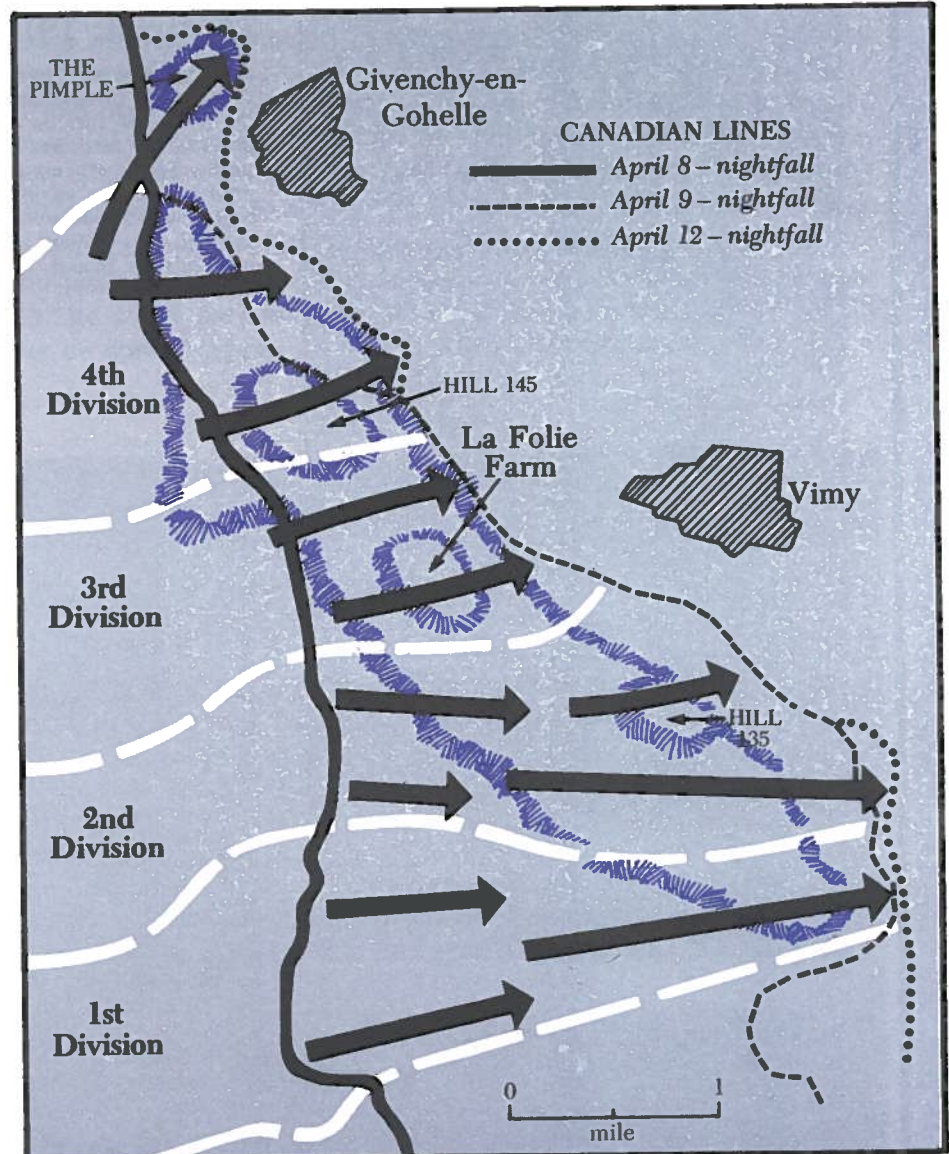 THE
PIMPLE
Givenchy-en-
Gohelle
CANADIAN LINES
April 8 – nightfall
April 9 – nightfall
April 12 – nightfall
4th
Division
HILL 145
La Folie
Farm
Vimy
3rd
Division
HILL
135
2nd
Division
1st
Division
0 1
mile